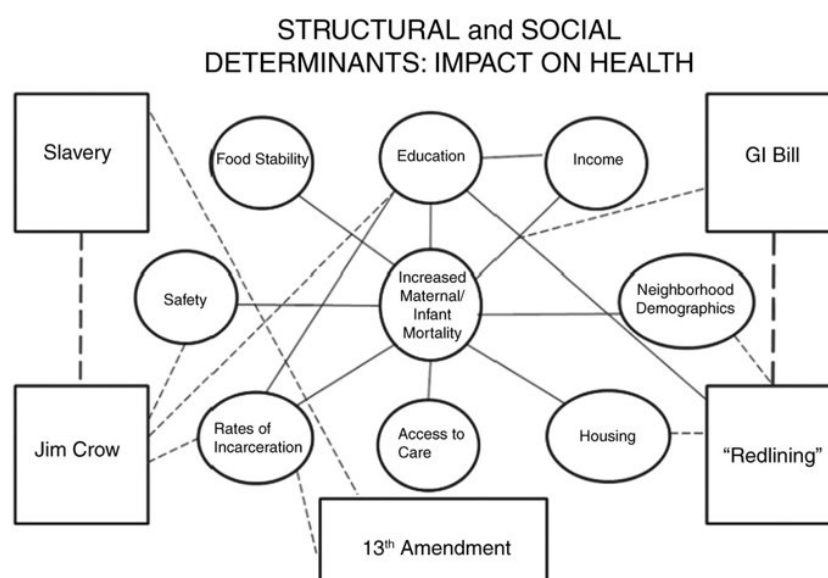 STRUCTURAL and SOCIAL
DETERMINANTS: IMPACT ON HEALTH
Slavery
Food Stability
Education
Income
GI Bill
Safety
Increased
Maternal/
Infant
Mortality
Neighborhood
Demographics
Jim Crow
Rates of
Incarceration
Access to
Care
Housing
“Redlining”
13th Amendment